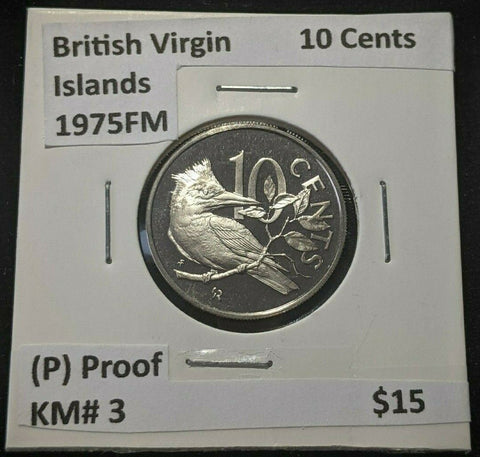 British Virgin 10 Cents
Islands
1975FM
10 CENTS
(P) Proof
KM# 3 $15